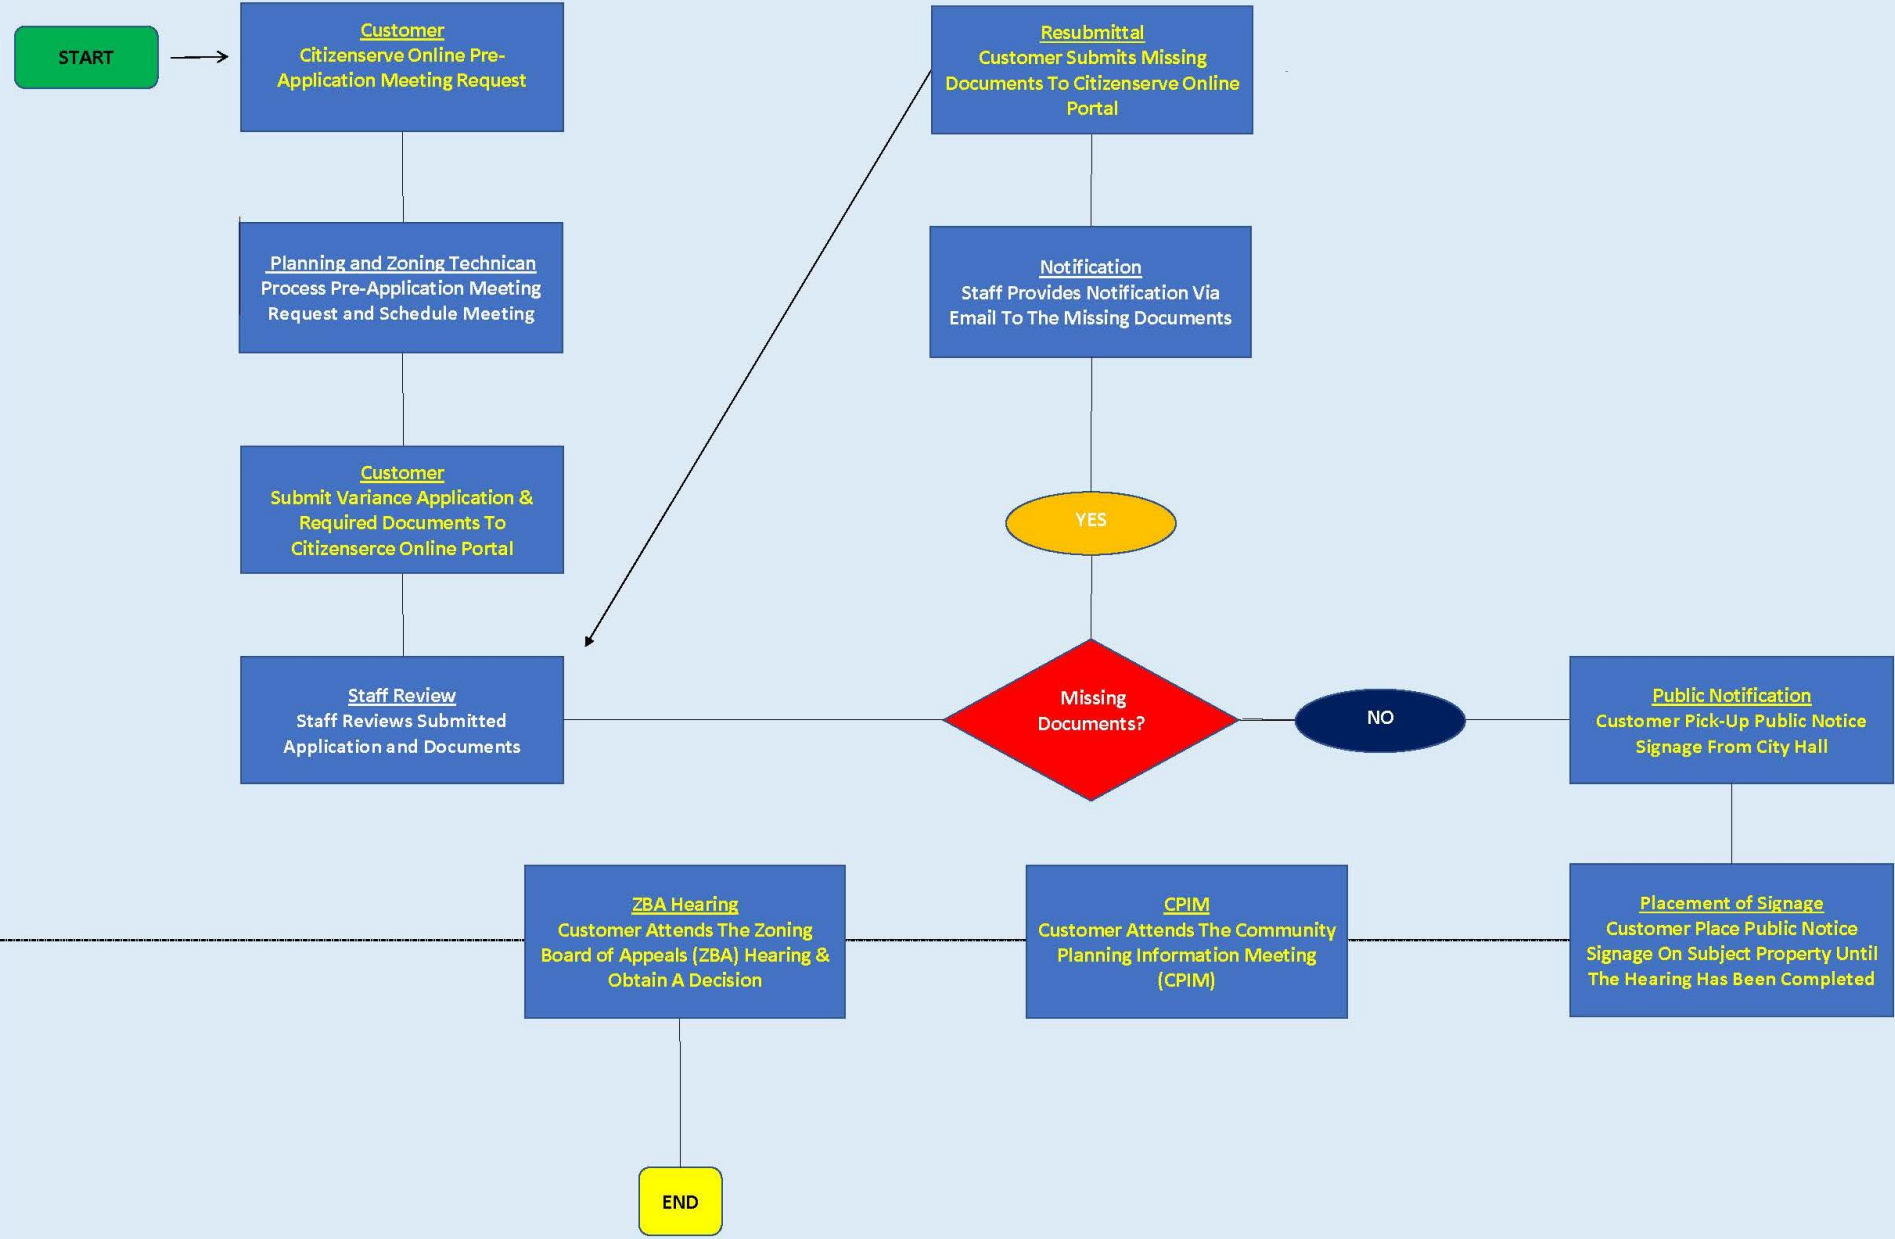 START
Customer
Citizenserve Online Pre-
Application Meeting Request
Planning and Zoning Technican
Process Pre-Application Meeting
Request and Schedule Meeting
Customer
Submit Variance Application &
Required Documents To
Citizenserce Online Portal
Staff Review
Staff Reviews Submitted
Application and Documents
Missing
Documents?
YES
Notification
Staff Provides Notification Via
Email To The Missing Documents
Resubmittal
Customer Submits Missing
Documents To Citizenserve Online
Portal
NO
Public Notification
Customer Pick-Up Public Notice
Signage From City Hall
Placement of Signage
Customer Place Public Notice
Signage On Subject Property Until
The Hearing Has Been Completed
CPIM
Customer Attends The Community
Planning Information Meeting
(CPIM)
ZBA Hearing
Customer Attends The Zoning
Board of Appeals (ZBA) Hearing &
Obtain A Decision
END